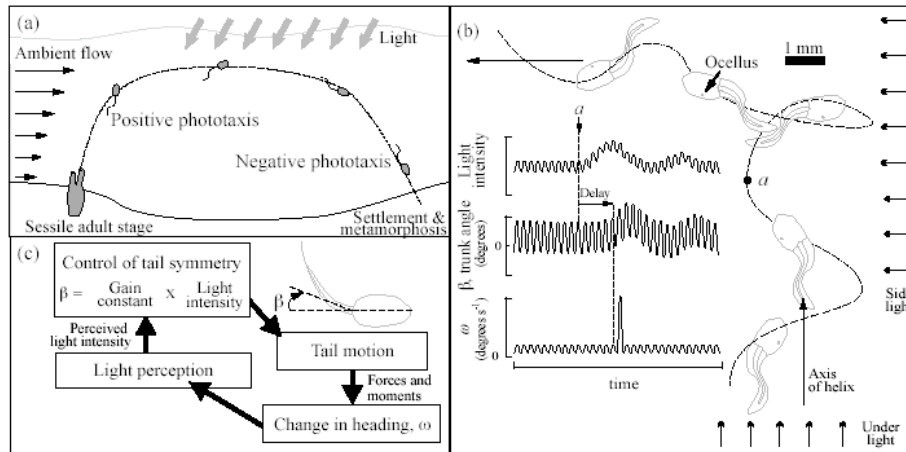 (a)
Light
Ambient flow
Positive phototaxis
Negative phototaxis
Sessile adult stage
Settlement &
metamorphosis
(b)
1 mm
Ocellus
a
Light
intensity
Delay
β, trunk angle
(degrees)
0
ω
(degrees s⁻¹)
0
time
a
Side
light
Axis
of helix
Under
light
(c)
Control of tail symmetry
β = Gain constant x Light intensity
β
Perceived
light intensity
Tail motion
Light perception
Forces and
moments
Change in heading, ω